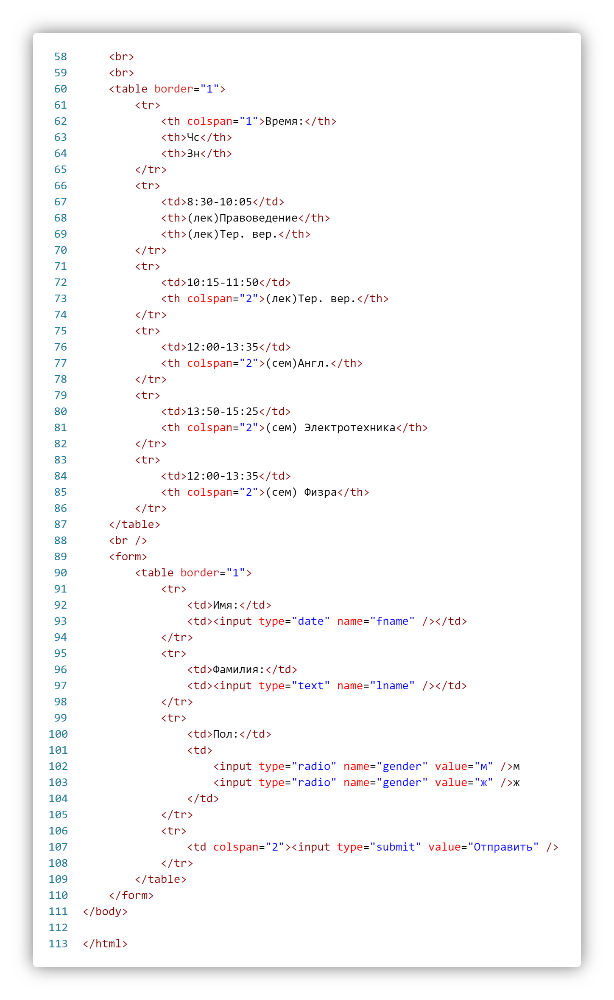 58 <br>
59 <br>
60 <table border="1">
61 <tr>
62 <th colspan="1">Время:</th>
63 <th>Чс</th>
64 <th>Зн</th>
65 </tr>
66 <tr>
67 <td>8:30-10:05</td>
68 <th>(лек)Правоведение</th>
69 <th>(лек)Тер. вер.</th>
70 </tr>
71 <tr>
72 <td>10:15-11:50</td>
73 <th colspan="2">(лек)Тер. вер.</th>
74 </tr>
75 <tr>
76 <td>12:00-13:35</td>
77 <th colspan="2">(сем)Англ.</th>
78 </tr>
79 <tr>
80 <td>13:50-15:25</td>
81 <th colspan="2">(сем) Электротехника</th>
82 </tr>
83 <tr>
84 <td>12:00-13:35</td>
85 <th colspan="2">(сем) Физра</th>
86 </tr>
87 </table>
88 <br />
89 <form>
90 <table border="1">
91 <tr>
92 <td>Имя:</td>
93 <td><input type="date" name="fname" /></td>
94 </tr>
95 <tr>
96 <td>Фамилия:</td>
97 <td><input type="text" name="lname" /></td>
98 </tr>
99 <tr>
100 <td>Пол:</td>
101 <td>
102 <input type="radio" name="gender" value="м" />м
103 <input type="radio" name="gender" value="ж" />ж
104 </td>
105 </tr>
106 <tr>
107 <td colspan="2"><input type="submit" value="Отправить" />
108 </tr>
109 </table>
110 </form>
111 </body>
112
113 </html>